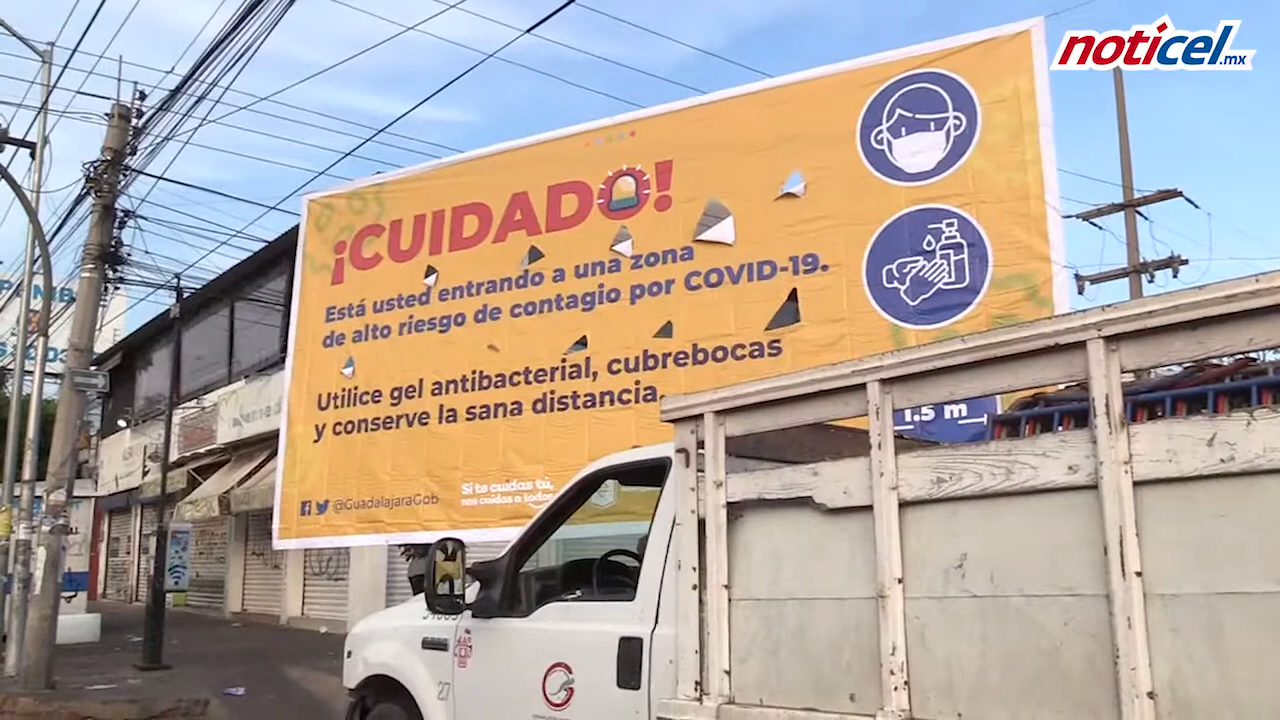 noticel.mx
¡CUIDADO!
Está usted entrando a una zona
de alto riesgo de contagio por COVID-19.
Utilice gel antibacterial, cubrebocas
y conserve la sana distancia.
1.5 m
@GuadalajaraGob
Si te cuidas tú,
nos cuidas a todos
27